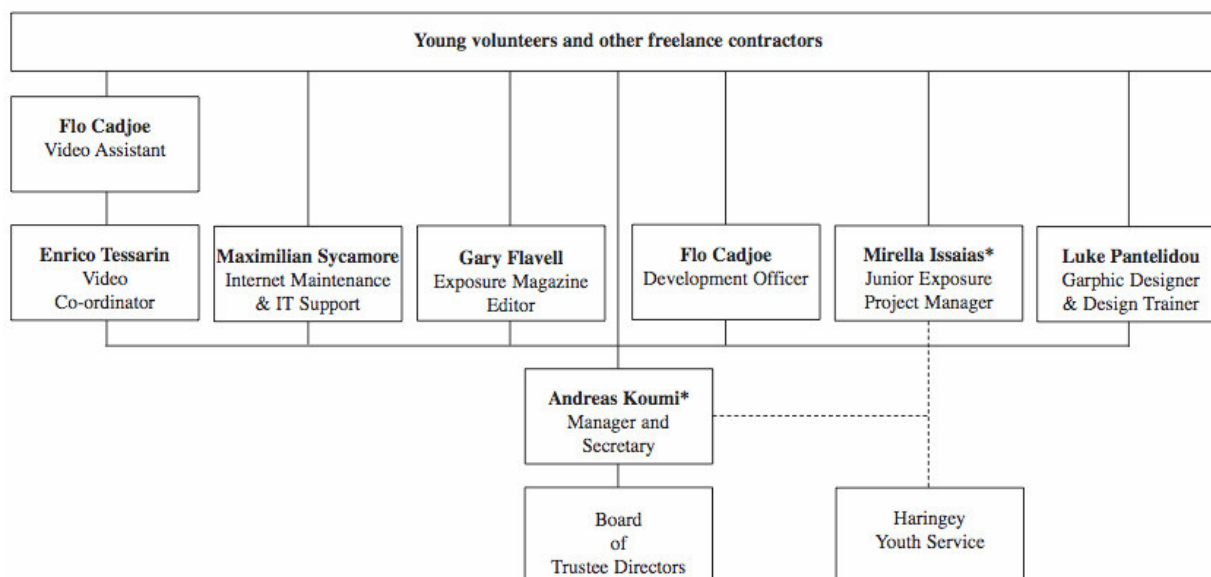 Young volunteers and other freelance contractors
Flo Cadjoe
Video Assistant
Enrico Tessarin
Video
Co-ordinator
Maximilian Sycamore
Internet Maintenance
& IT Support
Gary Flavell
Exposure Magazine
Editor
Flo Cadjoe
Development Officer
Mirella Issaias*
Junior Exposure
Project Manager
Luke Pantelidou
Garphic Designer
& Design Trainer
Andreas Koumi*
Manager and
Secretary
Board
of
Trustee Directors
Haringey
Youth Service